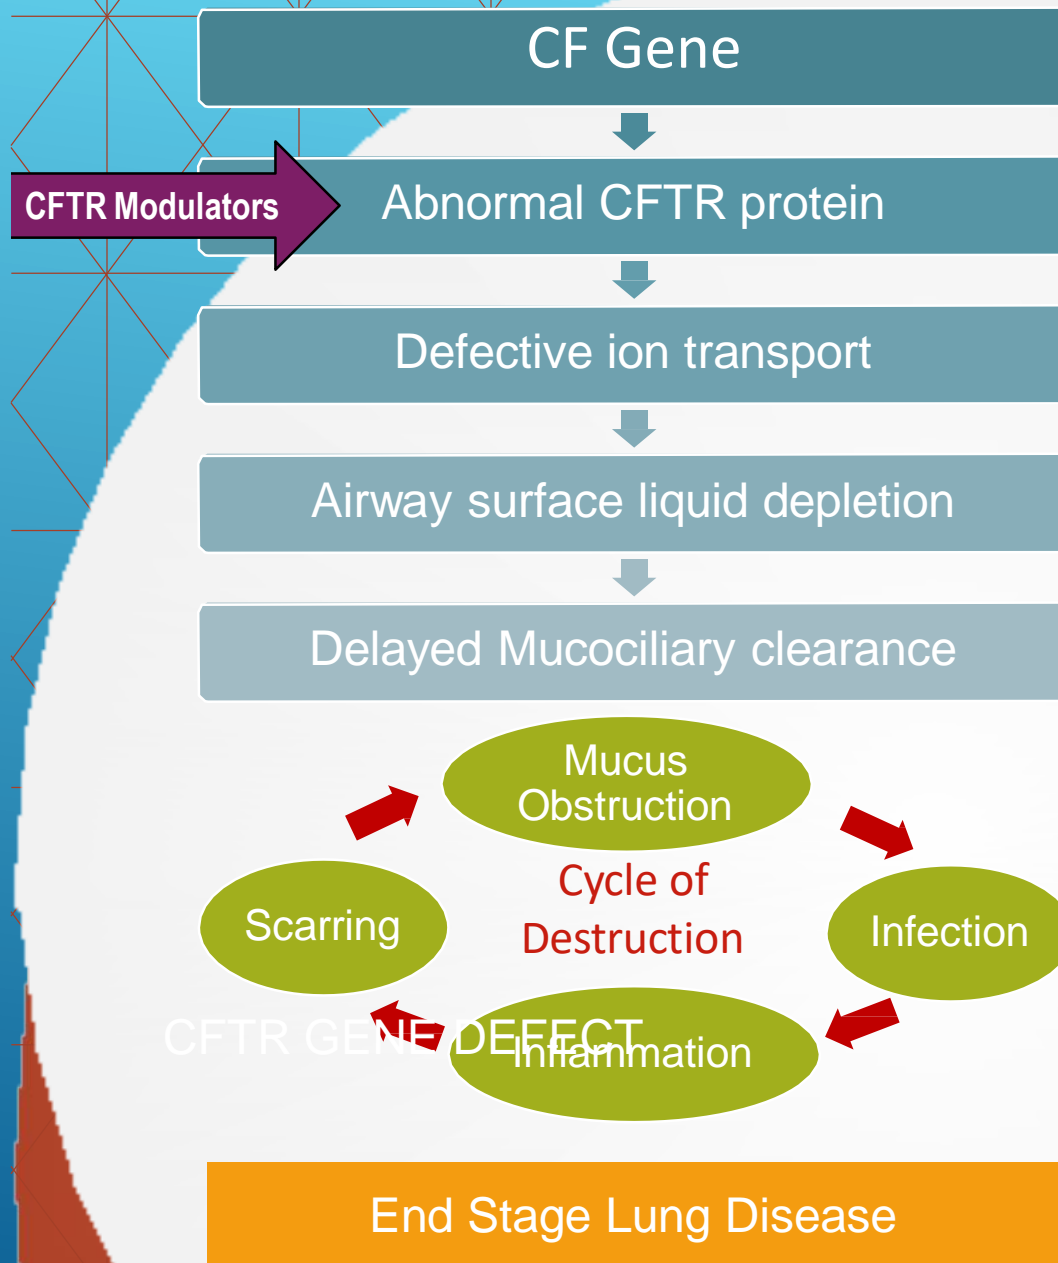 CF Gene
CFTR Modulators
Abnormal CFTR protein
Defective ion transport
Airway surface liquid depletion
Delayed Mucociliary clearance
Mucus
Obstruction
Cycle of
Destruction
Scarring
Infection
CFTR GENE DEFECT
Inflammation
End Stage Lung Disease